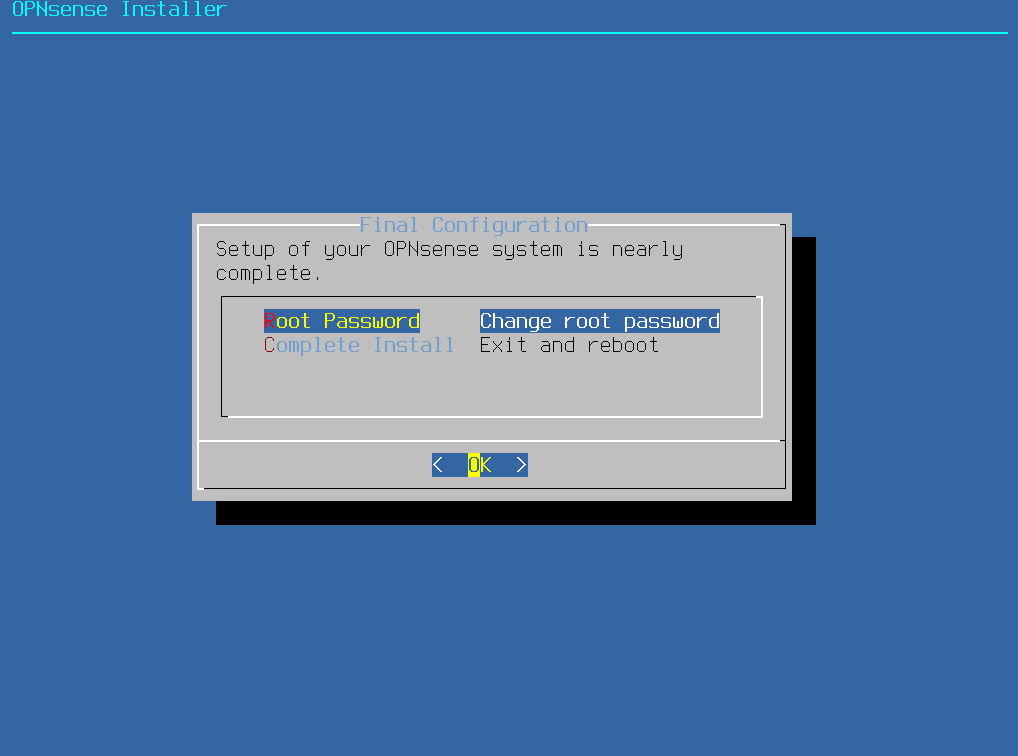 OPNsense Installer
Final Configuration
Setup of your OPNsense system is nearly
complete.
Root Password Change root password
Complete Install Exit and reboot
< OK >